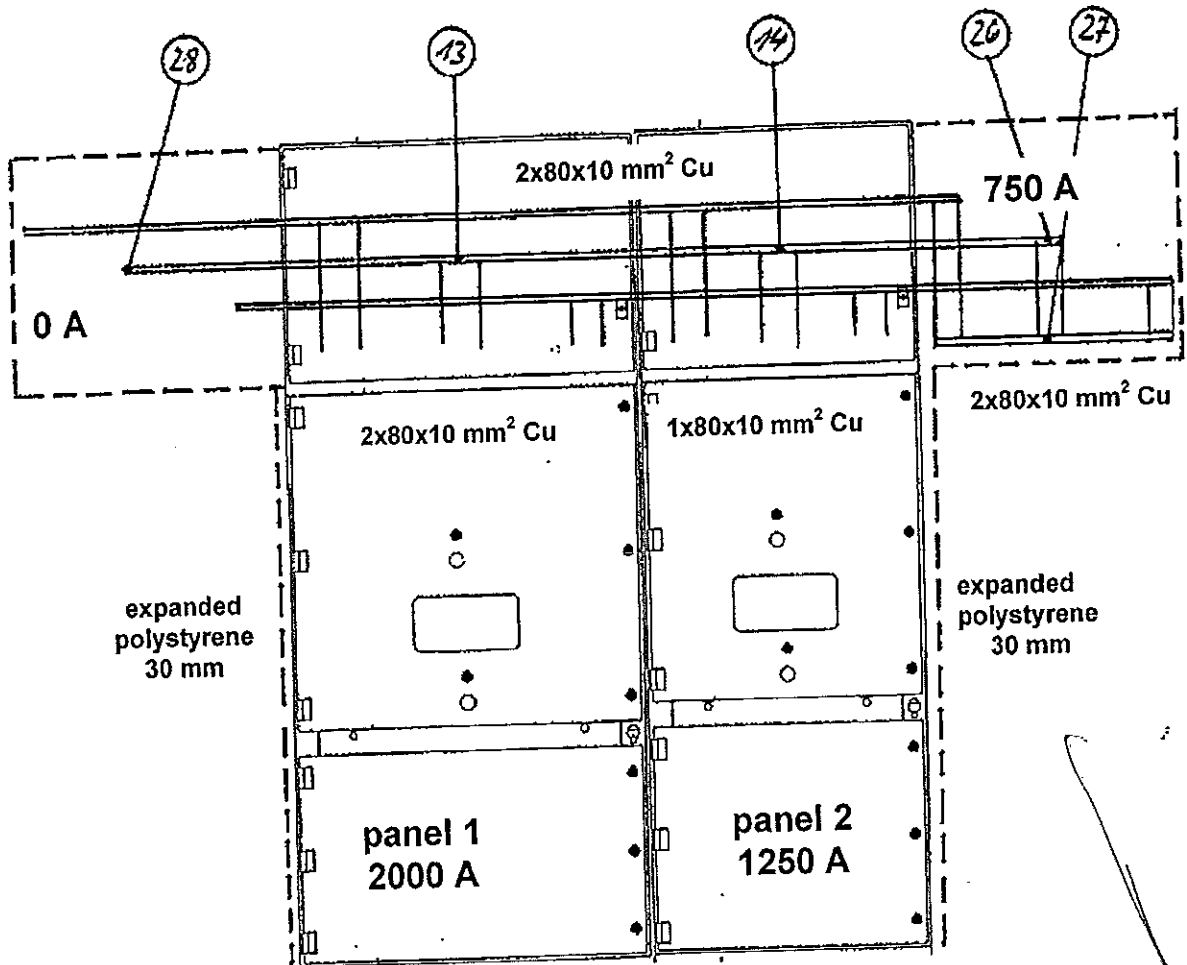 28 13 14 26 27
2x80x10 mm² Cu
750 A
0 A
2x80x10 mm² Cu
1x80x10 mm² Cu
2x80x10 mm² Cu
expanded
polystyrene
30 mm
expanded
polystyrene
30 mm
panel 1
2000 A
panel 2
1250 A